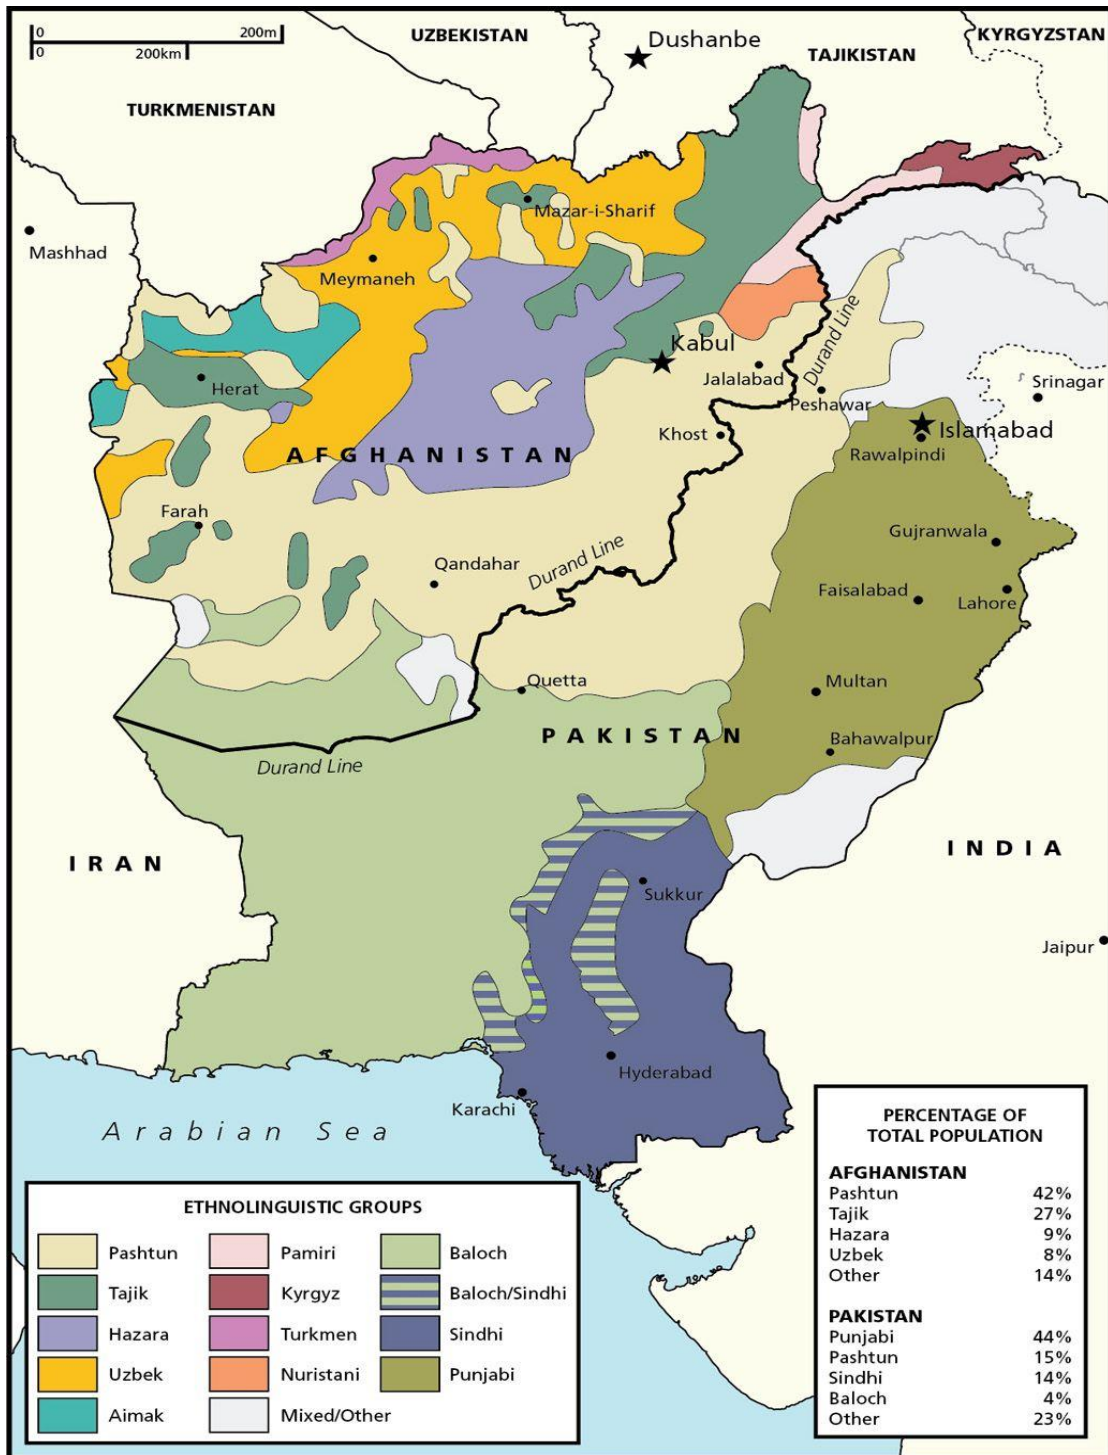 0 200m
0 200km
UZBEKISTAN
Dushanbe
KYRGYZSTAN
TAJIKISTAN
TURKMENISTAN
Mashhad
Mazar-i-Sharif
Meymaneh
Kabul
Herat
Jalalabad
Durand Line
Peshawar
Srinagar
Khost
Islamabad
AFGHANISTAN
Rawalpindi
Farah
Gujranwala
Qandahar
Durand Line
Faisalabad
Lahore
Quetta
Multan
PAKISTAN
Bahawalpur
Durand Line
IRAN
INDIA
Sukkur
Jaipur
Hyderabad
Karachi
Arabian Sea
ETHNOLINGUISTIC GROUPS
Pashtun
Tajik
Hazara
Uzbek
Aimak
Pamiri
Kyrgyz
Turkmen
Nuristani
Mixed/Other
Baloch
Baloch/Sindhi
Sindhi
Punjabi
PERCENTAGE OF
TOTAL POPULATION
AFGHANISTAN
Pashtun 42%
Tajik 27%
Hazara 9%
Uzbek 8%
Other 14%
PAKISTAN
Punjabi 44%
Pashtun 15%
Sindhi 14%
Baloch 4%
Other 23%